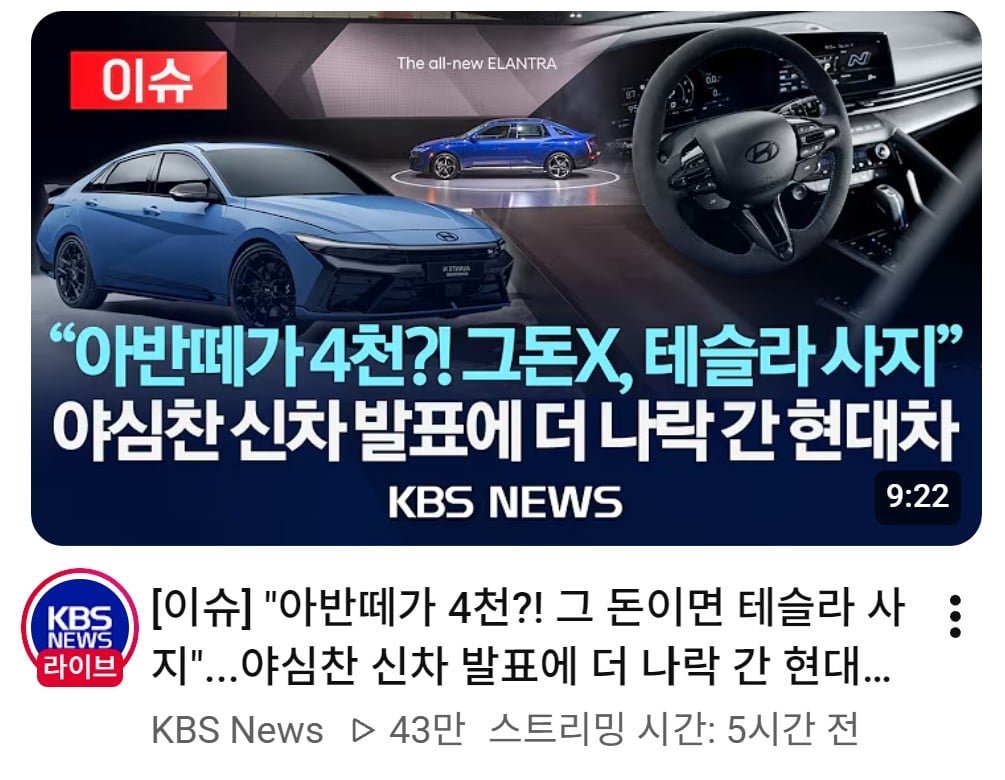 The all-new ELANTRA
이슈
“아반떼가 4천?! 그돈X, 테슬라 사지”
야심찬 신차 발표에 더 나락 간 현대차
KBS NEWS
9:22
KBS
NEWS
라이브
[이슈] "아반떼가 4천?! 그 돈이면 테슬라 사
지"...야심찬 신차 발표에 더 나락 간 현대...
KBS News ▷ 43만 스트리밍 시간: 5시간 전